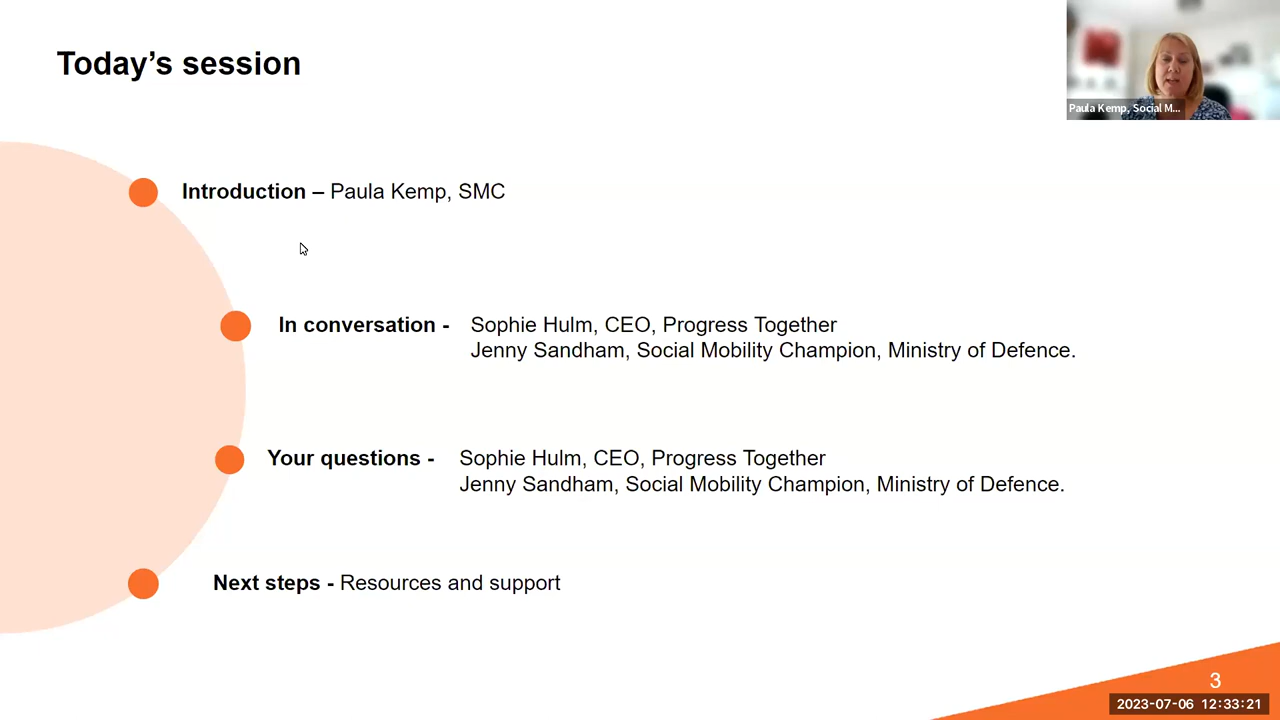 Today’s session
Paula Kemp, Social M...
Introduction – Paula Kemp, SMC
In conversation - Sophie Hulm, CEO, Progress Together
Jenny Sandham, Social Mobility Champion, Ministry of Defence.
Your questions - Sophie Hulm, CEO, Progress Together
Jenny Sandham, Social Mobility Champion, Ministry of Defence.
Next steps - Resources and support
3
2023-07-06 12:33:21